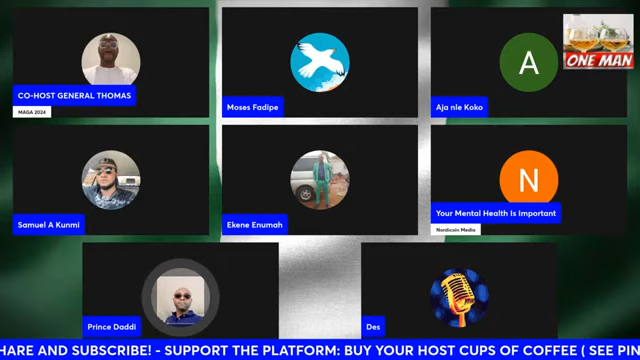 ONE MAN
CO-HOST GENERAL THOMAS
MAGA 2024
Moses Fadipe
A
Aja nie Koko
Samuel A Kunmi
Ekene Enumah
N
Your Mental Health Is Important
Nordicoin Media
Prince Daddi
Des
HARE AND SUBSCRIBE! - SUPPORT THE PLATFORM: BUY YOUR HOST CUPS OF COFFEE ( SEE PIN